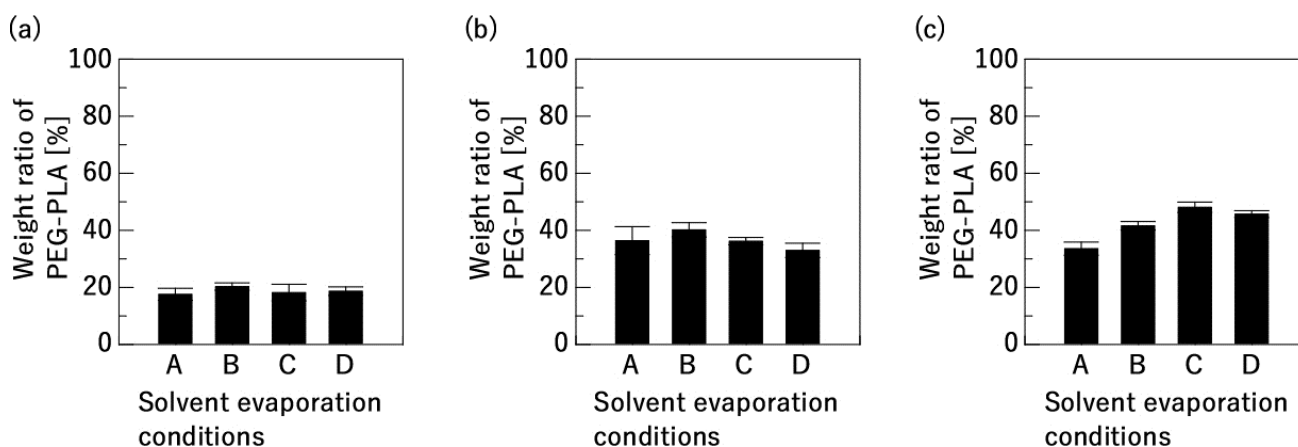 (a)
Weight ratio of
PEG-PLA [%]
100
80
60
40
20
0
A B C D
Solvent evaporation
conditions
(b)
Weight ratio of
PEG-PLA [%]
100
80
60
40
20
0
A B C D
Solvent evaporation
conditions
(c)
Weight ratio of
PEG-PLA [%]
100
80
60
40
20
0
A B C D
Solvent evaporation
conditions